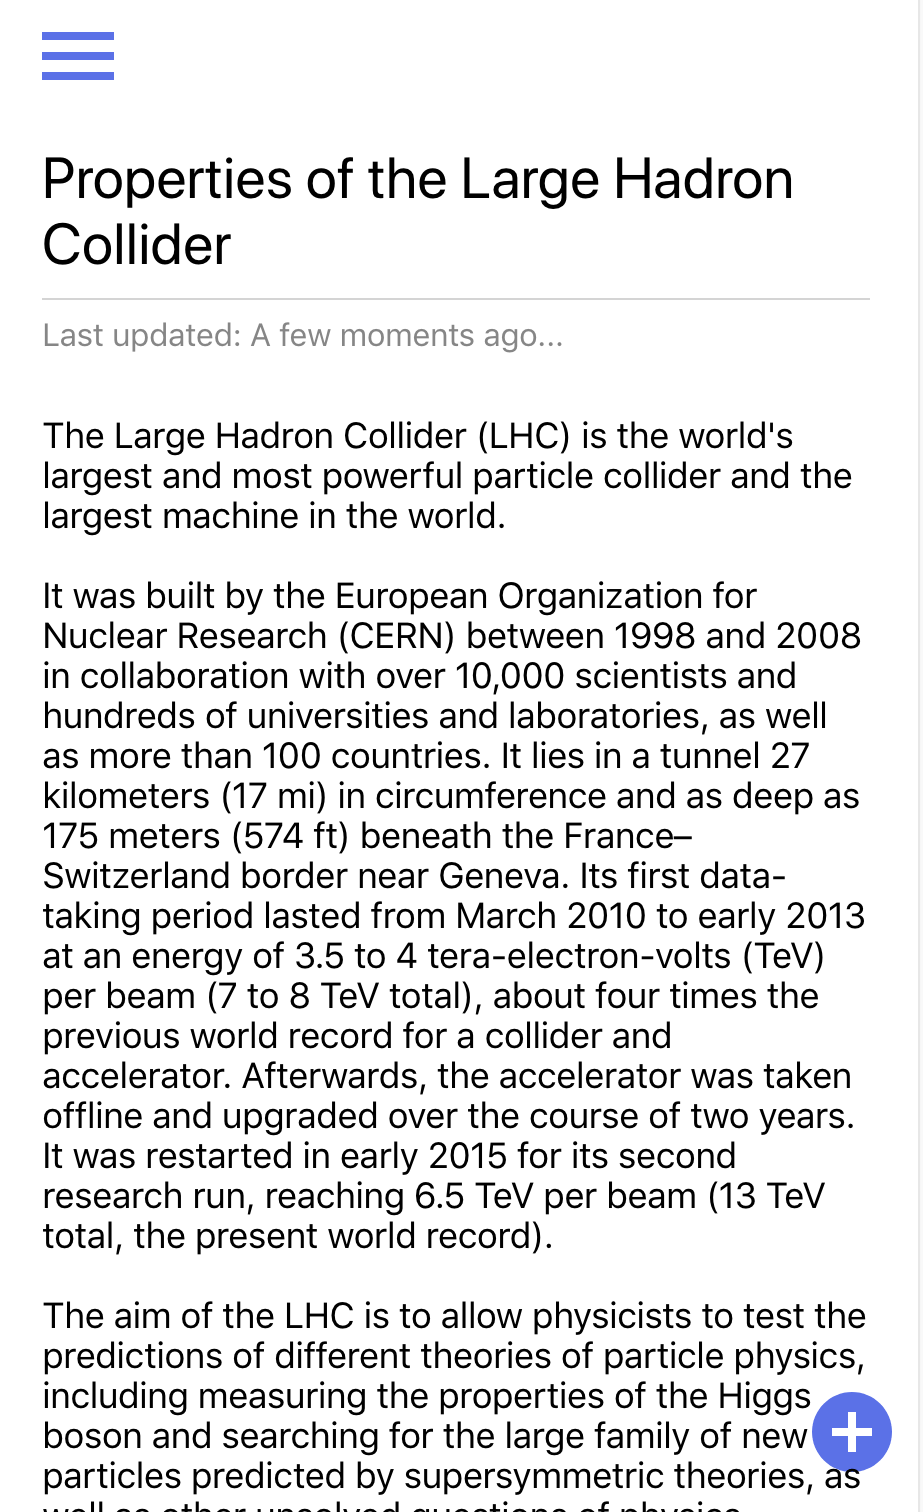 Properties of the Large Hadron
Collider
Last updated: A few moments ago...
The Large Hadron Collider (LHC) is the world's
largest and most powerful particle collider and the
largest machine in the world.
It was built by the European Organization for
Nuclear Research (CERN) between 1998 and 2008
in collaboration with over 10,000 scientists and
hundreds of universities and laboratories, as well
as more than 100 countries. It lies in a tunnel 27
kilometers (17 mi) in circumference and as deep as
175 meters (574 ft) beneath the France–
Switzerland border near Geneva. Its first data-
taking period lasted from March 2010 to early 2013
at an energy of 3.5 to 4 tera-electron-volts (TeV)
per beam (7 to 8 TeV total), about four times the
previous world record for a collider and
accelerator. Afterwards, the accelerator was taken
offline and upgraded over the course of two years.
It was restarted in early 2015 for its second
research run, reaching 6.5 TeV per beam (13 TeV
total, the present world record).
The aim of the LHC is to allow physicists to test the
predictions of different theories of particle physics,
including measuring the properties of the Higgs
boson and searching for the large family of new
particles predicted by supersymmetric theories, as
well as other unsolved questions of physics